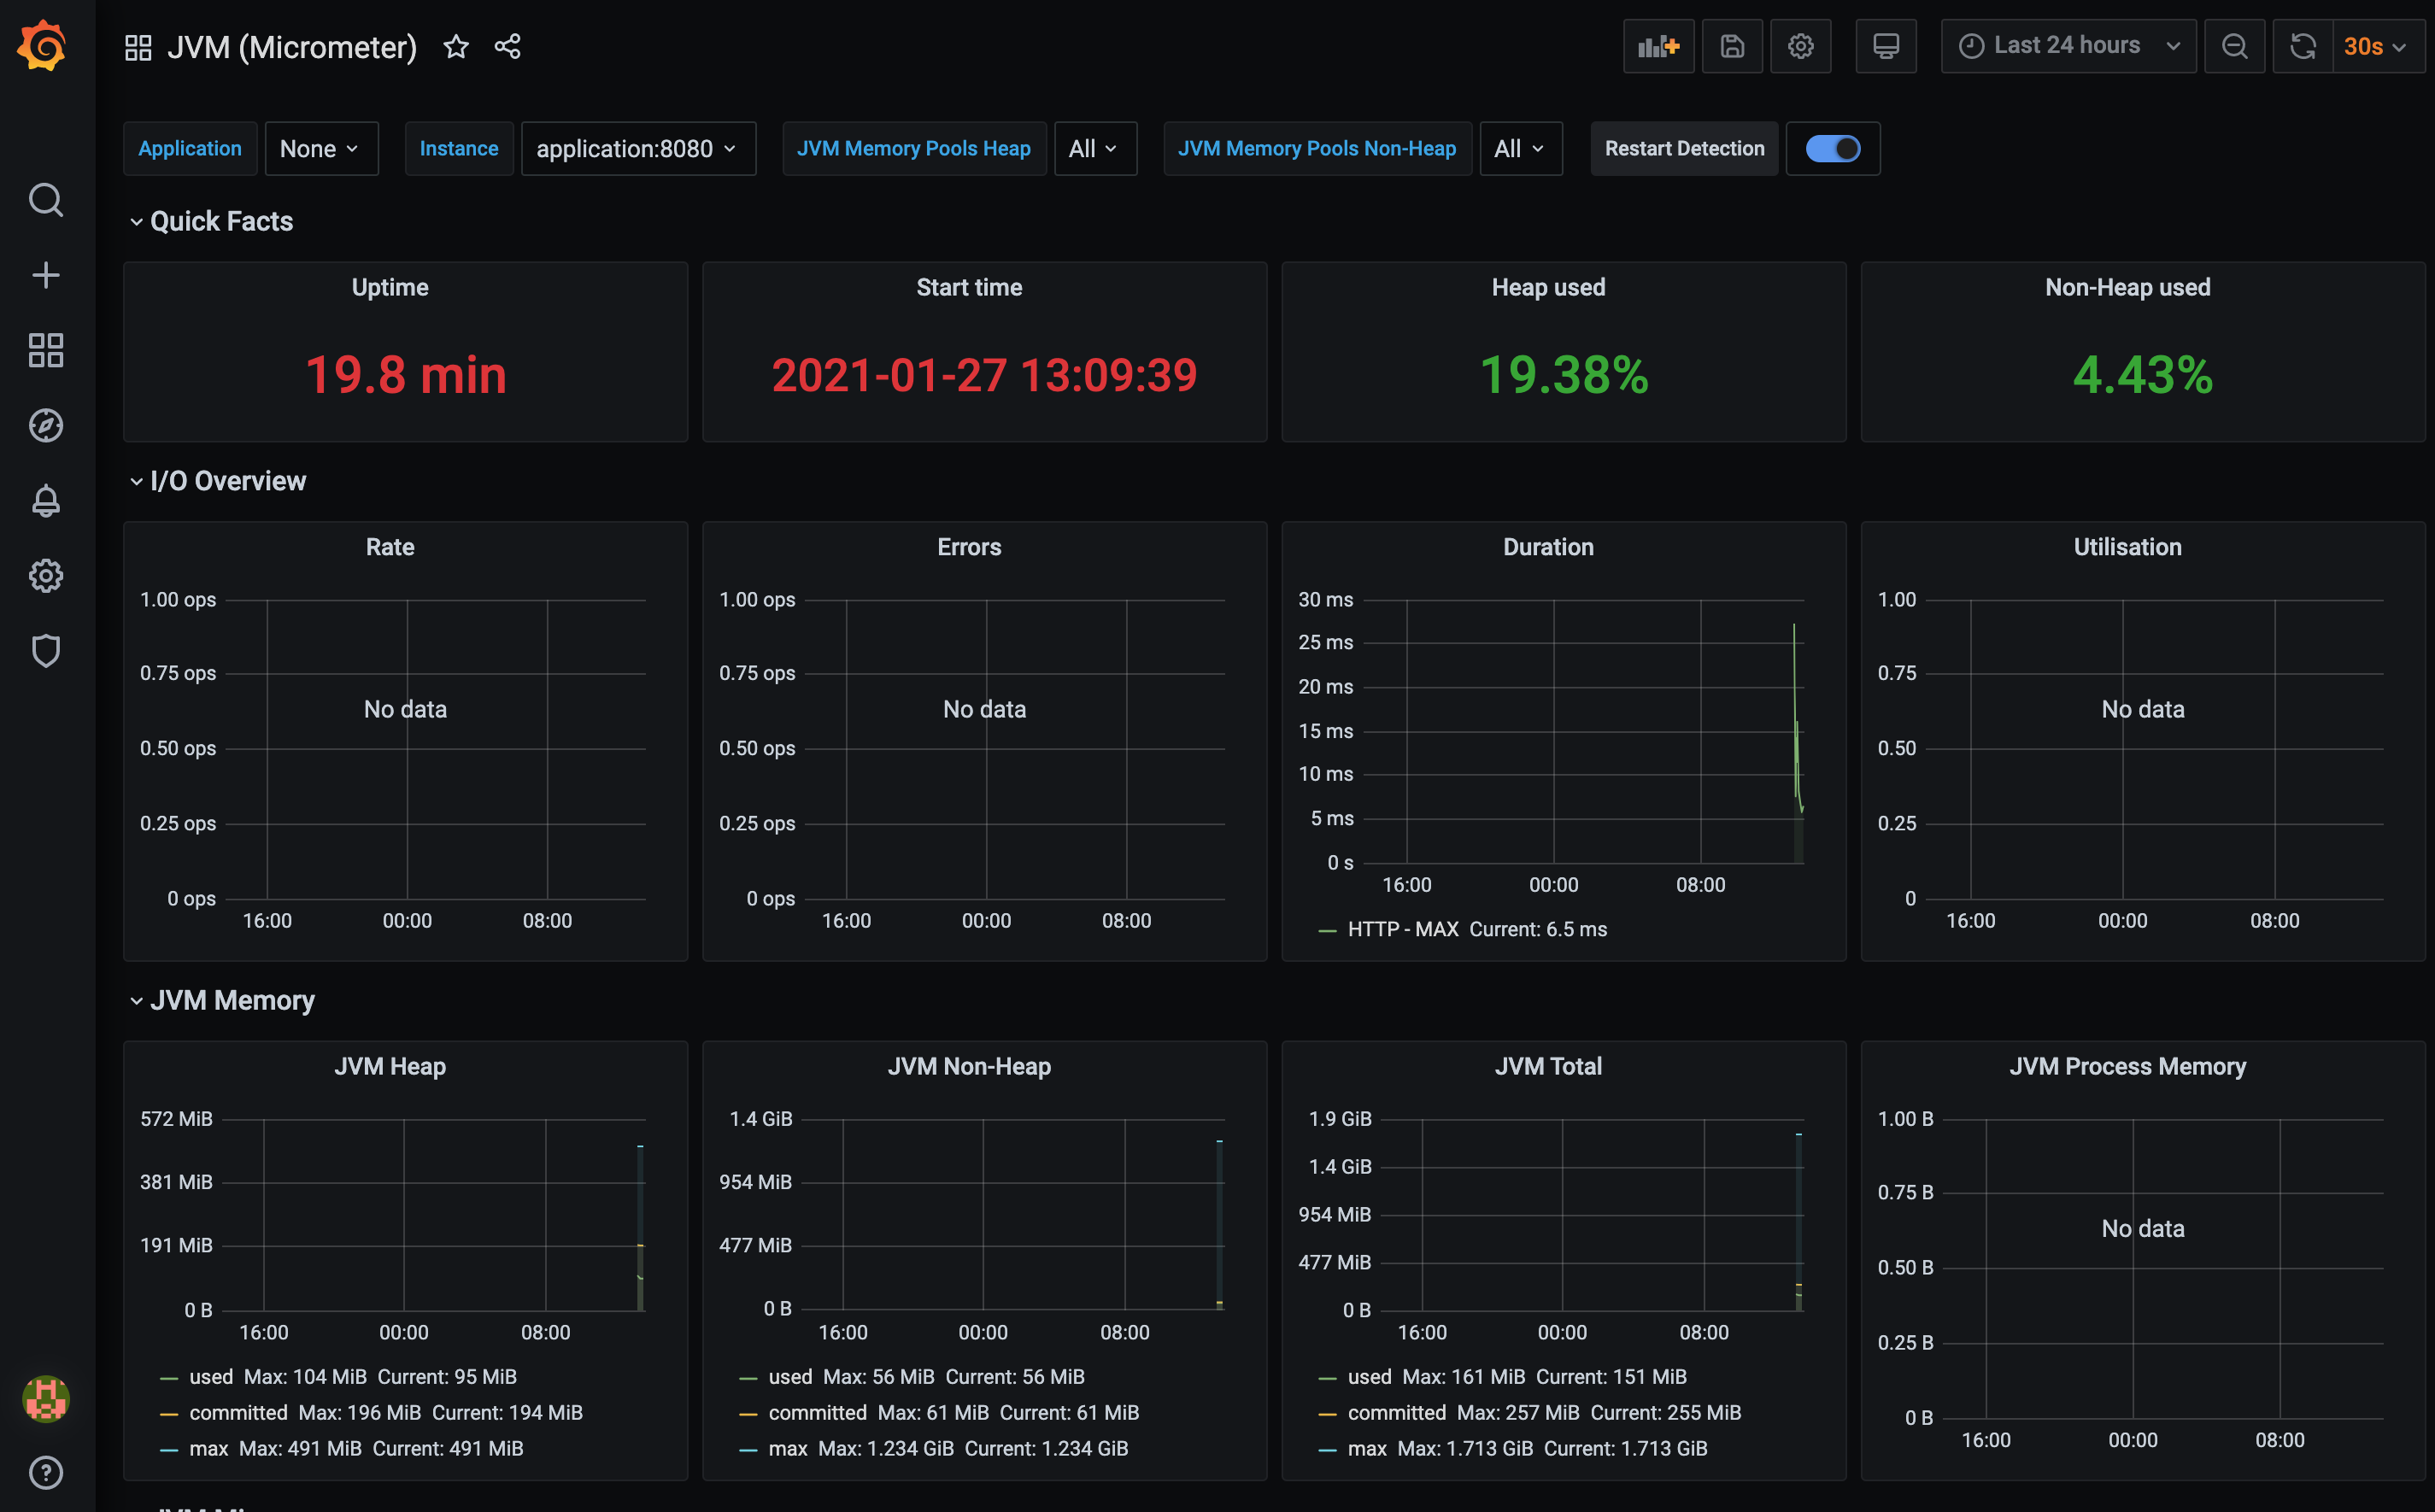 JVM (Micrometer)
Last 24 hours
30s
Application None Instance application:8080 JVM Memory Pools Heap All JVM Memory Pools Non-Heap All Restart Detection
Quick Facts
Uptime
19.8 min
Start time
2021-01-27 13:09:39
Heap used
19.38%
Non-Heap used
4.43%
I/O Overview
Rate
1.00 ops
0.75 ops
0.50 ops
0.25 ops
0 ops
No data
16:00 00:00 08:00
Errors
1.00 ops
0.75 ops
0.50 ops
0.25 ops
0 ops
No data
16:00 00:00 08:00
Duration
30 ms
25 ms
20 ms
15 ms
10 ms
5 ms
0 s
16:00 00:00 08:00
HTTP - MAX Current: 6.5 ms
Utilisation
1.00
0.75
0.50
0.25
0
No data
16:00 00:00 08:00
JVM Memory
JVM Heap
572 MiB
381 MiB
191 MiB
0 B
16:00 00:00 08:00
used Max: 104 MiB Current: 95 MiB
committed Max: 196 MiB Current: 194 MiB
max Max: 491 MiB Current: 491 MiB
JVM Non-Heap
1.4 GiB
954 MiB
477 MiB
0 B
16:00 00:00 08:00
used Max: 56 MiB Current: 56 MiB
committed Max: 61 MiB Current: 61 MiB
max Max: 1.234 GiB Current: 1.234 GiB
JVM Total
1.9 GiB
1.4 GiB
954 MiB
477 MiB
0 B
16:00 00:00 08:00
used Max: 161 MiB Current: 151 MiB
committed Max: 257 MiB Current: 255 MiB
max Max: 1.713 GiB Current: 1.713 GiB
JVM Process Memory
1.00 B
0.75 B
0.50 B
0.25 B
0 B
No data
16:00 00:00 08:00